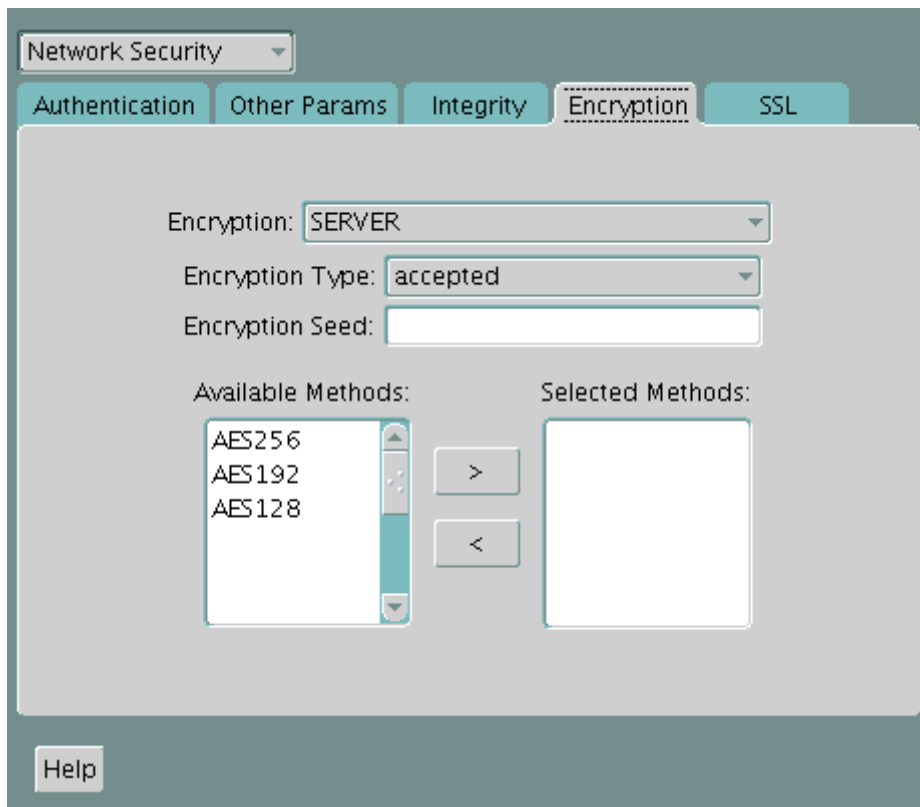 Network Security
Authentication Other Params Integrity Encryption SSL
Encryption: SERVER
Encryption Type: accepted
Encryption Seed:
Available Methods: Selected Methods:
AES256
AES192 >
AES128
<
Help